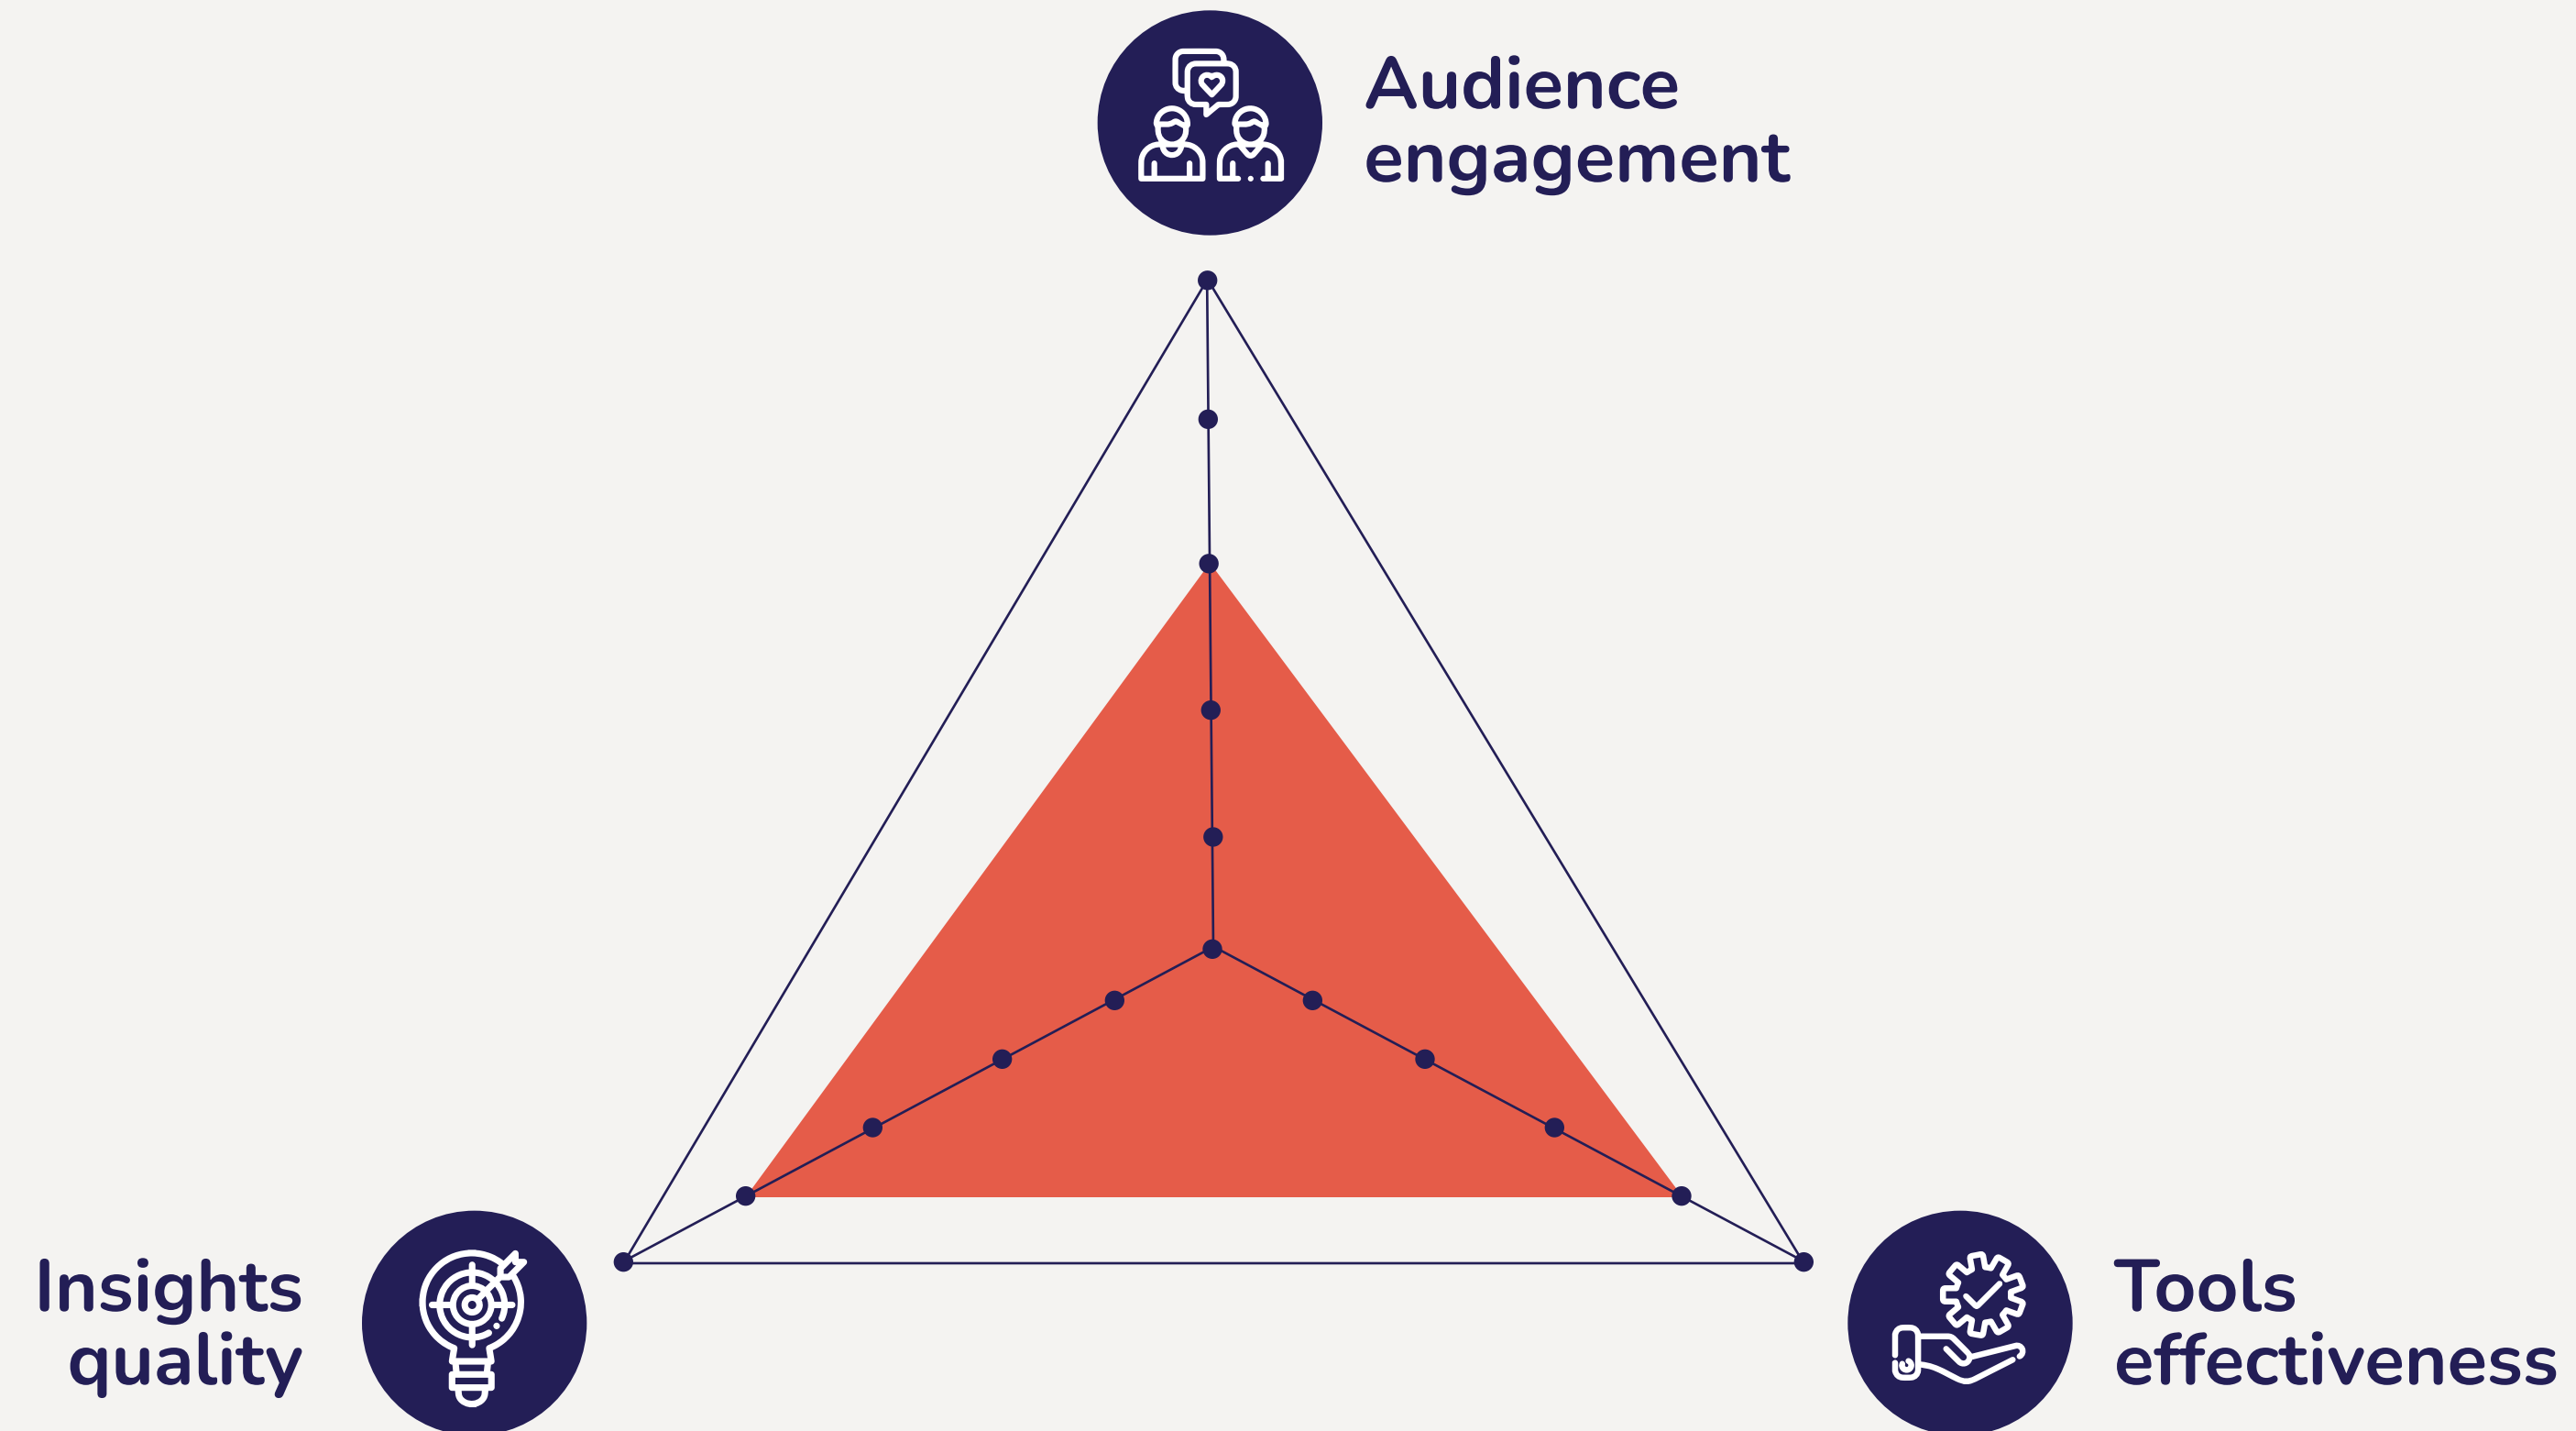 Audience
engagement
Insights
quality
Tools
effectiveness